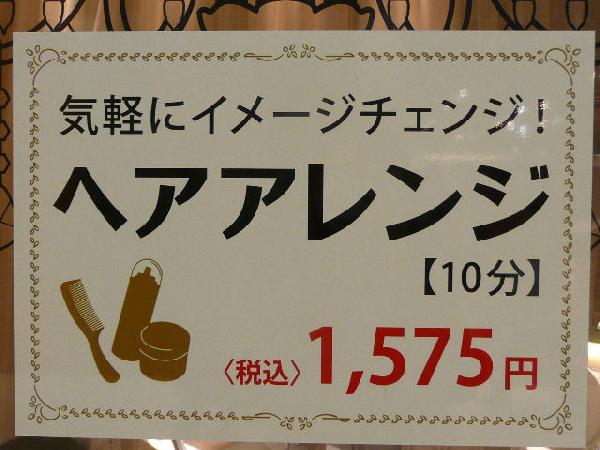 気軽にイメージチェンジ！
ヘアアレンジ
【10分】
〈税込〉1,575円